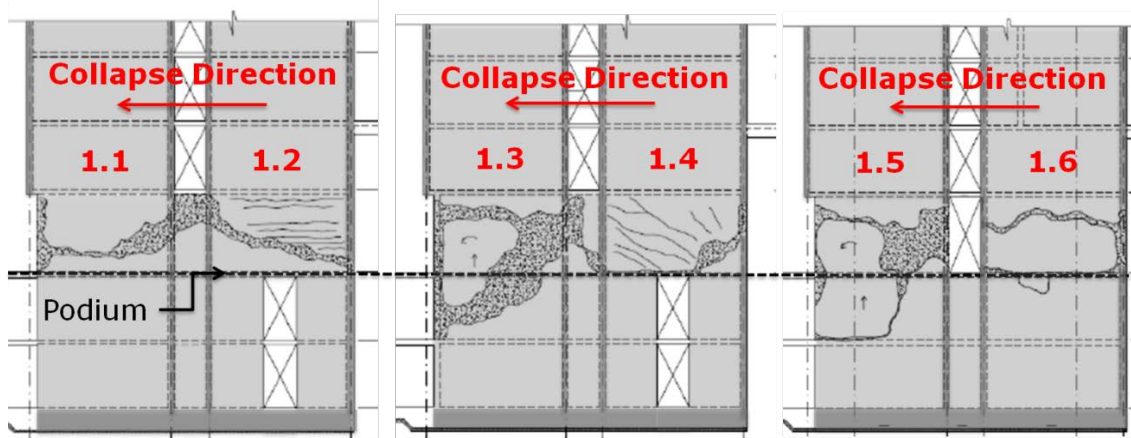 Collapse Direction
1.1 1.2
Podium
Collapse Direction
1.3 1.4
Collapse Direction
1.5 1.6